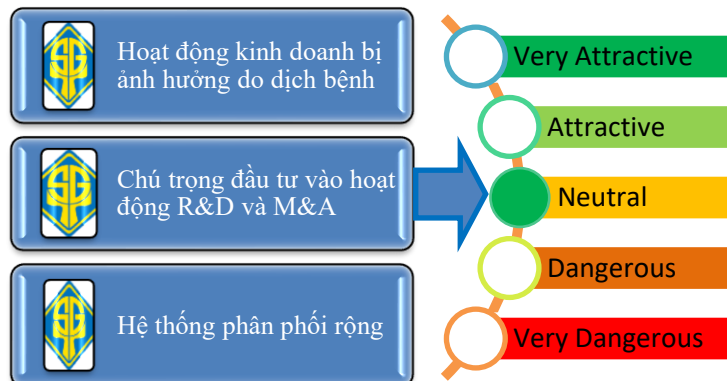 Hoạt động kinh doanh bị
ảnh hưởng do dịch bệnh
Chú trọng đầu tư vào hoạt
động R&D và M&A
Hệ thống phân phối rộng
Very Attractive
Attractive
Neutral
Dangerous
Very Dangerous